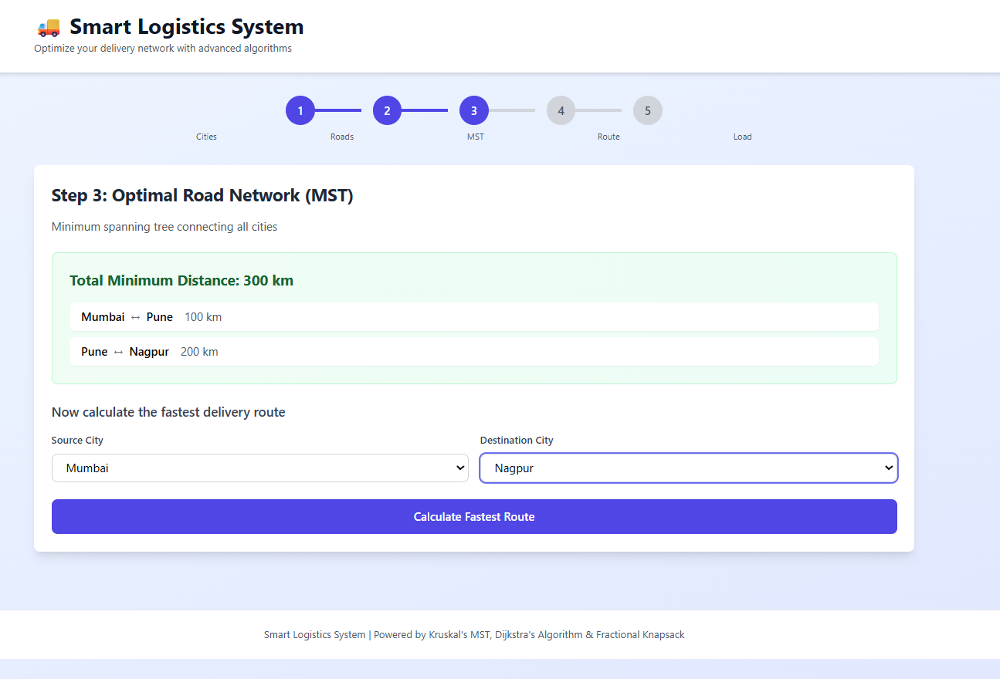 Smart Logistics System
Optimize your delivery network with advanced algorithms
1 2 3 4 5
Cities Roads MST Route Load
Step 3: Optimal Road Network (MST)
Minimum spanning tree connecting all cities
Total Minimum Distance: 300 km
Mumbai ↔ Pune 100 km
Pune ↔ Nagpur 200 km
Now calculate the fastest delivery route
Source City Destination City
Mumbai Nagpur
Calculate Fastest Route
Smart Logistics System | Powered by Kruskal's MST, Dijkstra's Algorithm & Fractional Knapsack